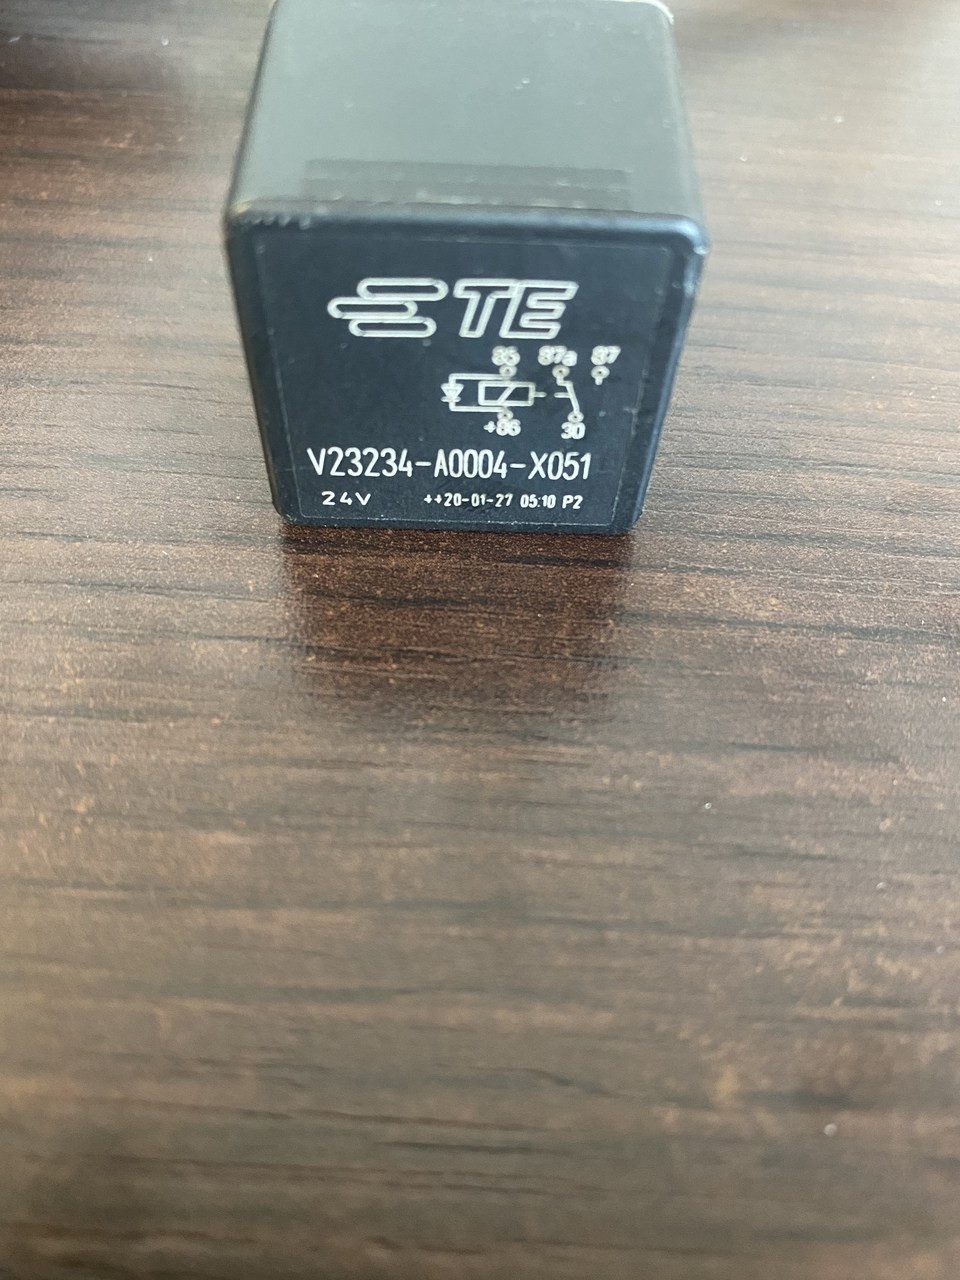 TE
85 87a 87
+86 30
V23234-A0004-X051
24V ++20-01-27 05:10 P2